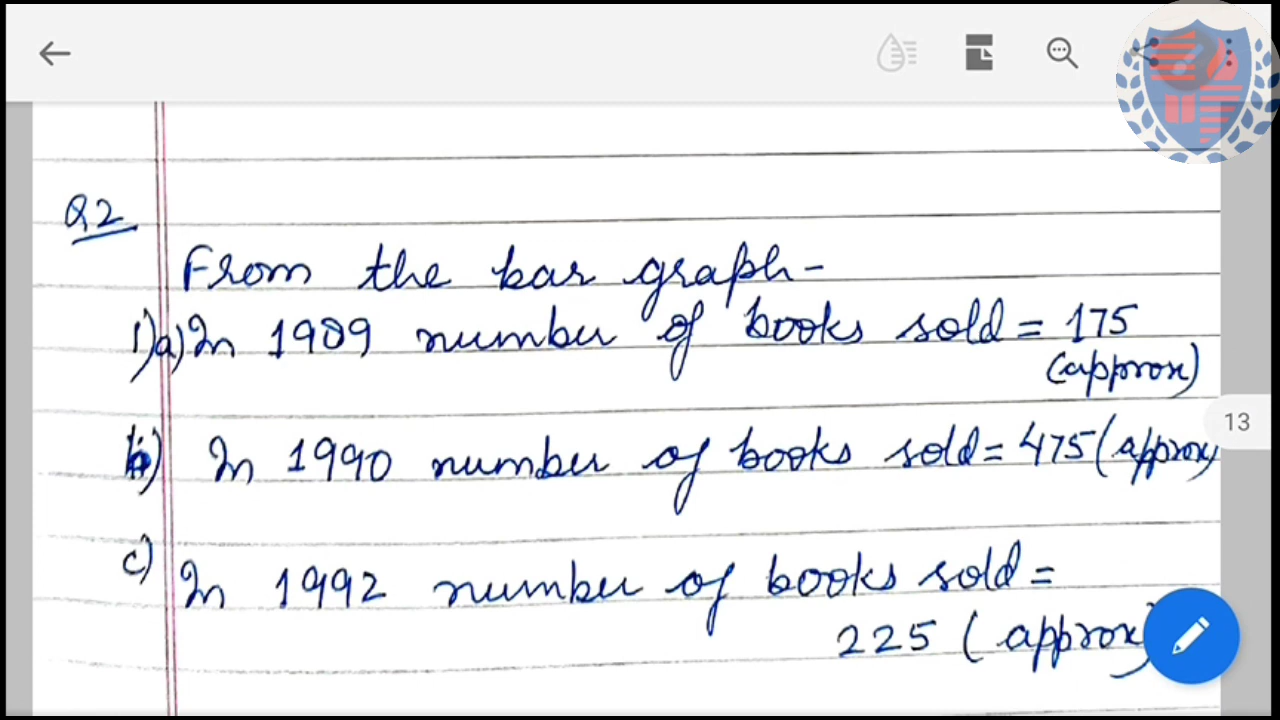 Q.2
From the bar graph-
1) a) In 1989 number of books sold = 175
(approx)
13
b) In 1990 number of books sold = 475 (approx)
c) In 1992 number of books sold =
225 (approx)